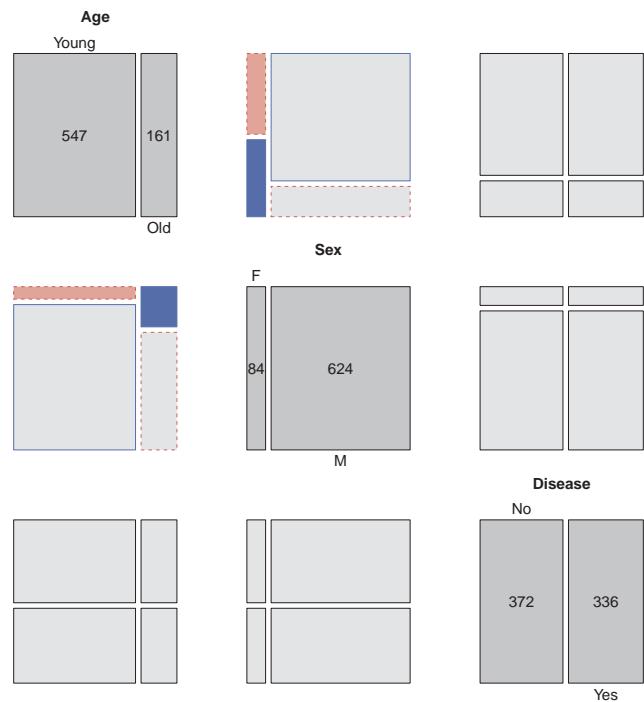 Age
Young
547
161
Old
Sex
F
84
624
M
Disease
No
372
336
Yes